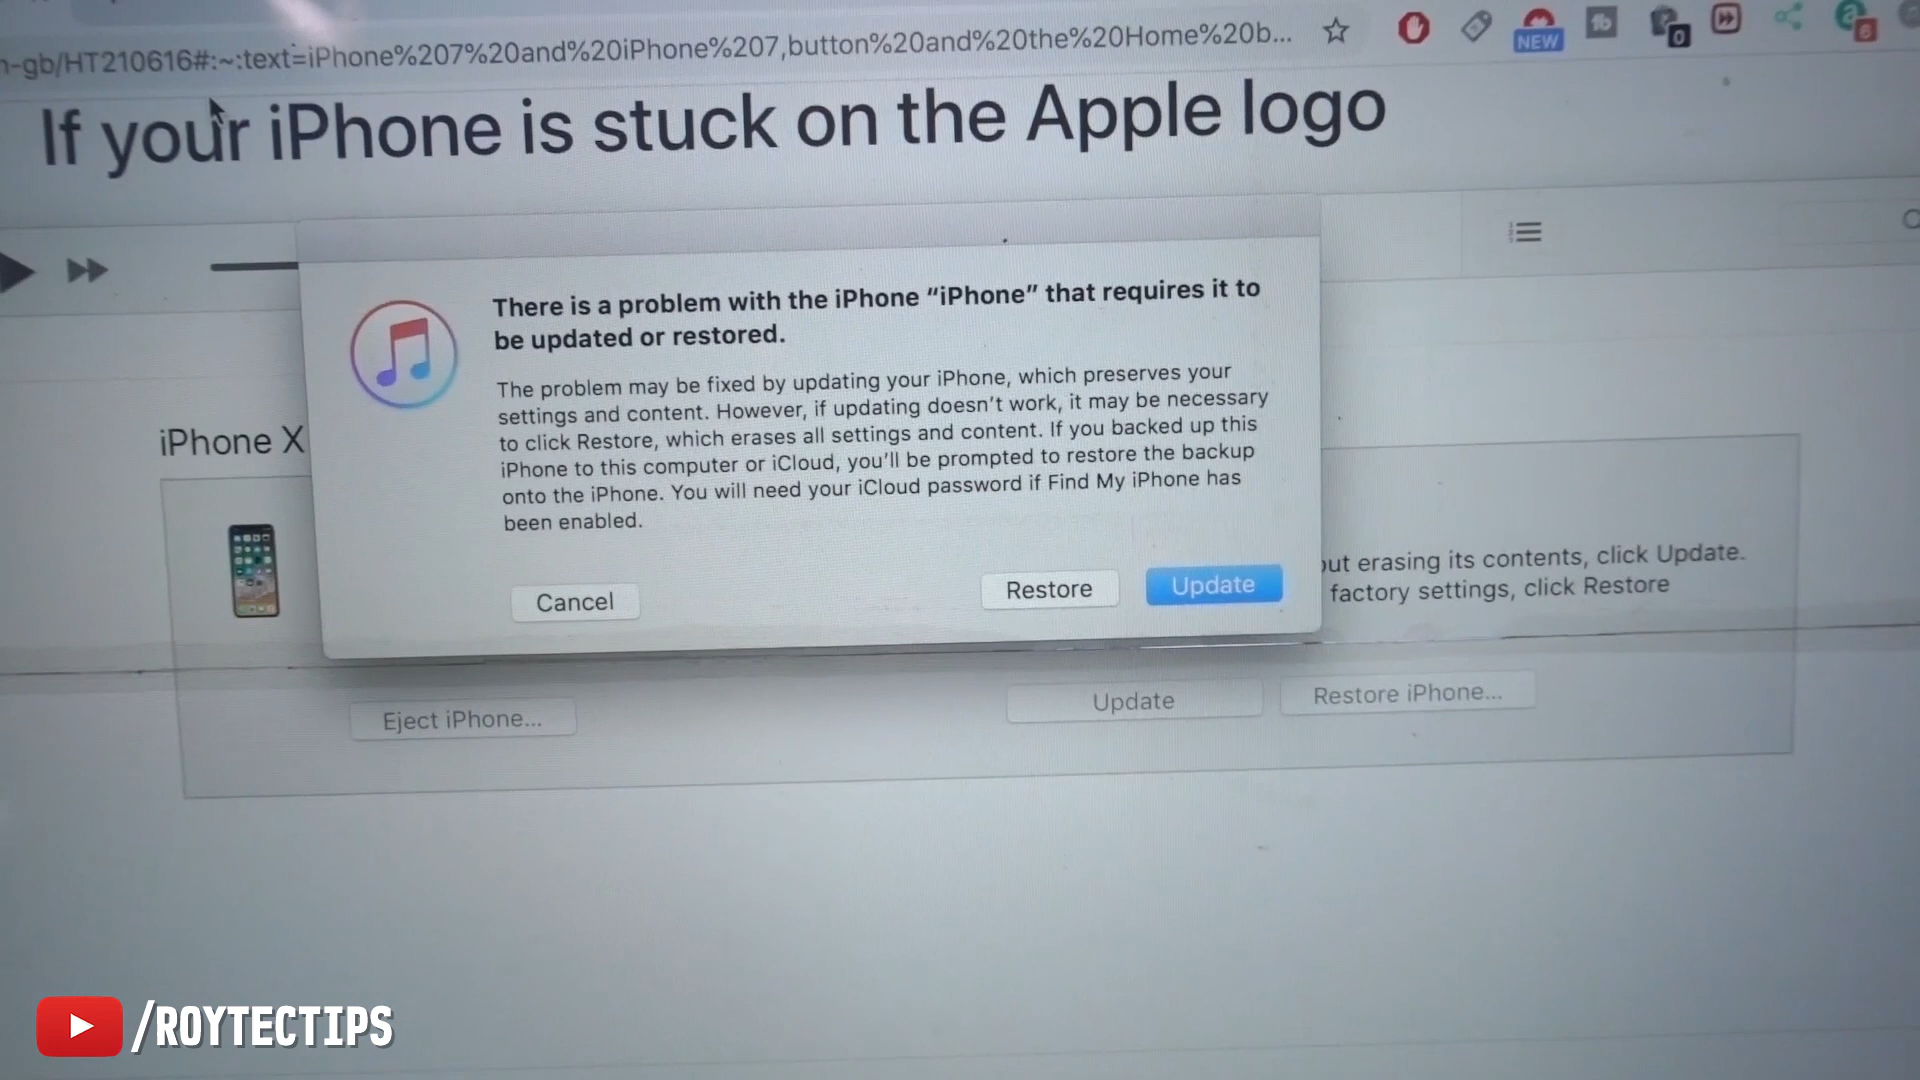 n-gb/HT210616#:~:text=iPhone%207%20and%20iPhone%207,button%20and%20the%20Home%20b...
NEW
0
If your iPhone is stuck on the Apple logo
There is a problem with the iPhone “iPhone” that requires it to
be updated or restored.
The problem may be fixed by updating your iPhone, which preserves your
settings and content. However, if updating doesn’t work, it may be necessary
to click Restore, which erases all settings and content. If you backed up this
iPhone to this computer or iCloud, you’ll be prompted to restore the backup
onto the iPhone. You will need your iCloud password if Find My iPhone has
been enabled.
Cancel
Restore
Update
iPhone X
out erasing its contents, click Update.
factory settings, click Restore
Eject iPhone...
Update
Restore iPhone...
/ROYTECTIPS